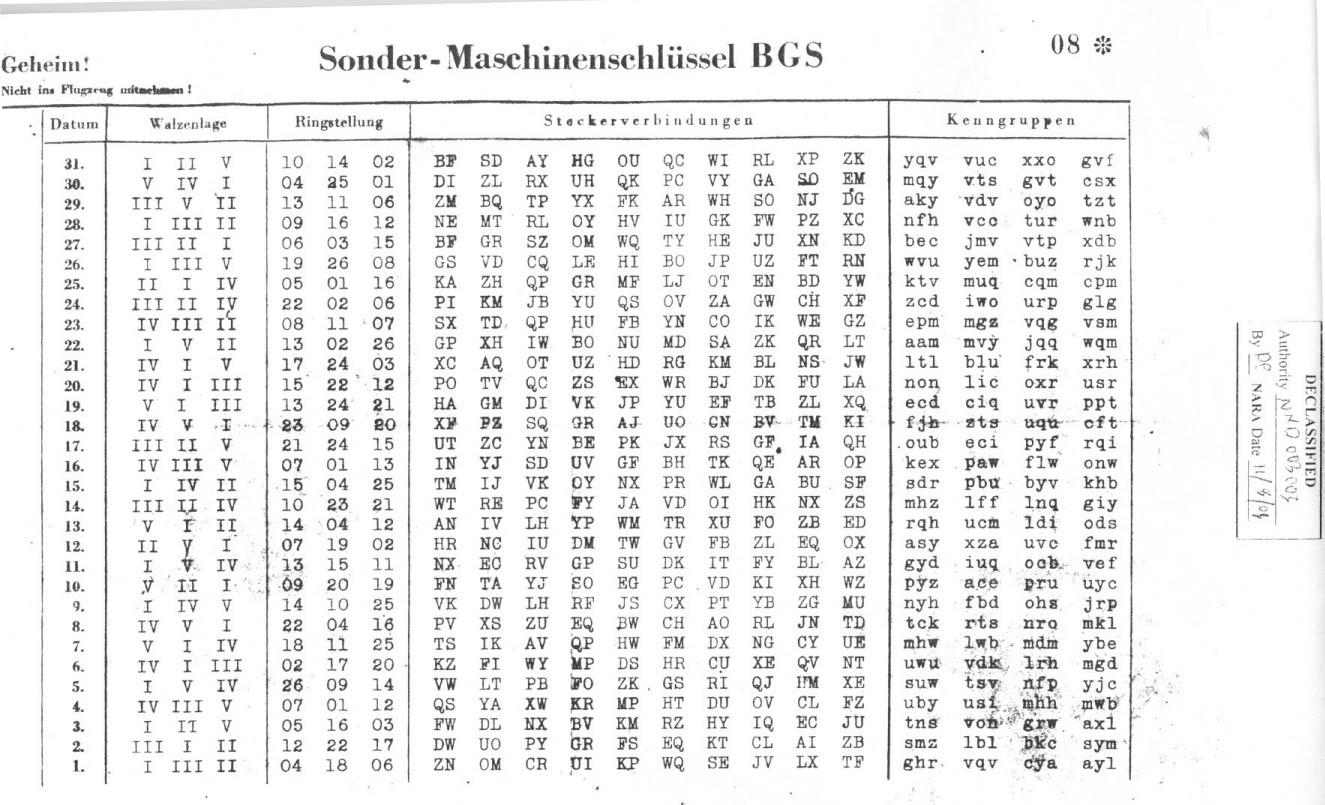 Geheim!
Sonder-Maschinenschlüssel BGS
08 *
Nicht ins Flugzeug mitnehmen!
Datum Walzenlage Ringstellung Steckerverbindungen Kenngruppen
31. I II V 10 14 02 BF SD AY HG OU QC WI RL XP ZK yqv vuc xxo gvf
30. V IV I 04 25 01 DI ZL RX UH QK PC VY GA SO EM mqy vts gvt csx
29. III V II 13 11 06 ZM BQ TP YX FK AR WH SO NJ DG aky vdv oyo tzt
28. I III II 09 16 12 NE MT RL OY HV IU GK FW PZ XC nfh vcc tur wnb
27. III II I 06 03 15 BF GR SZ OM WQ TY HE JU XN KD bec jmv vtp xdb
26. I III V 19 26 08 GS VD CQ LE HI BO JP UZ FT RN wvu yem buz rjk
25. II I IV 05 01 16 KA ZH QP GR MF LJ OT EN BD YW ktv muq cqm cpm
24. III II IV 22 02 06 PI KM JB YU QS OV ZA GW CH XF zcd iwo urp glg
23. IV III II 08 11 07 SX TD QP HU FB YN CO IK WE GZ epm mgz vqg vsm
22. I V II 13 02 26 GP XH IW BO NU MD SA ZK QR LT aam mvy jqq wqm
21. IV I V 17 24 03 XC AQ OT UZ HD RG KM BL NS JW ltl blu frk xrh
20. IV I III 15 22 12 PO TV QC ZS EX WR BJ DK FU LA non lic oxr usr
19. V I III 13 24 21 HA GM DI VK JP YU EF TB ZL XQ ecd ciq uvr ppt
18. IV V I 23 09 20 XF PZ SQ GR AJ UO CN BV TM KI fjh zts uqu cft
17. III II V 21 24 15 UT ZC YN BE PK JX RS GF IA QH oub eci pyf rqi
16. IV III V 07 01 13 IN YJ SD UV GF BH TK QE AR OP kex paw flw onw
15. I IV II 15 04 25 TM IJ VK OY NX PR WL GA BU SF sdr pbu byv khb
14. III II IV 10 23 21 WT RE PC FY JA VD OI HK NX ZS mhz lff lnq giy
13. V I II 14 04 12 AN IV LH YP WM TR XU FO ZB ED rqh ucm ldi ods
12. II V I 07 19 02 HR NC IU DM TW GV FB ZL EQ OX asy xza uvc fmr
11. I V IV 13 15 11 NX EC RV GP SU DK IT FY BL AZ gyd iuq ocb vef
10. V II I 09 20 19 FN TA YJ SO EG PC VD KI XH WZ pyz ace pru uyc
9. I IV V 14 10 25 VK DW LH RF JS CX PT YB ZG MU nyh fbd ohs jrp
8. IV V I 22 04 16 PV XS ZU EQ BW CH AO RL JN TD tck rts nro mkl
7. V I IV 18 11 25 TS IK AV QP HW FM DX NG CY UE mhw lwb mdm ybe
6. IV I III 02 17 20 KZ FI WY MP DS HR CU XE QV NT uwu vdk lrh mgd
5. I V IV 26 09 14 VW LT PB FO ZK GS RI QJ HM XE suw tsv nfp yjc
4. IV III V 07 01 12 QS YA XW KR MP HT DU OV CL FZ uby usi mhh mwb
3. I II V 05 16 03 FW DL NX BV KM RZ HY IQ EC JU tns von grw axl
2. III I II 12 22 17 DW UO PY GR FS EQ KT CL AI ZB smz lbl bkc sym
1. I III II 04 18 06 ZN OM CR UI KP WQ SE JV LX TF ghr vqv cya ayl
DECLASSIFIED
Authority
By NARA Date